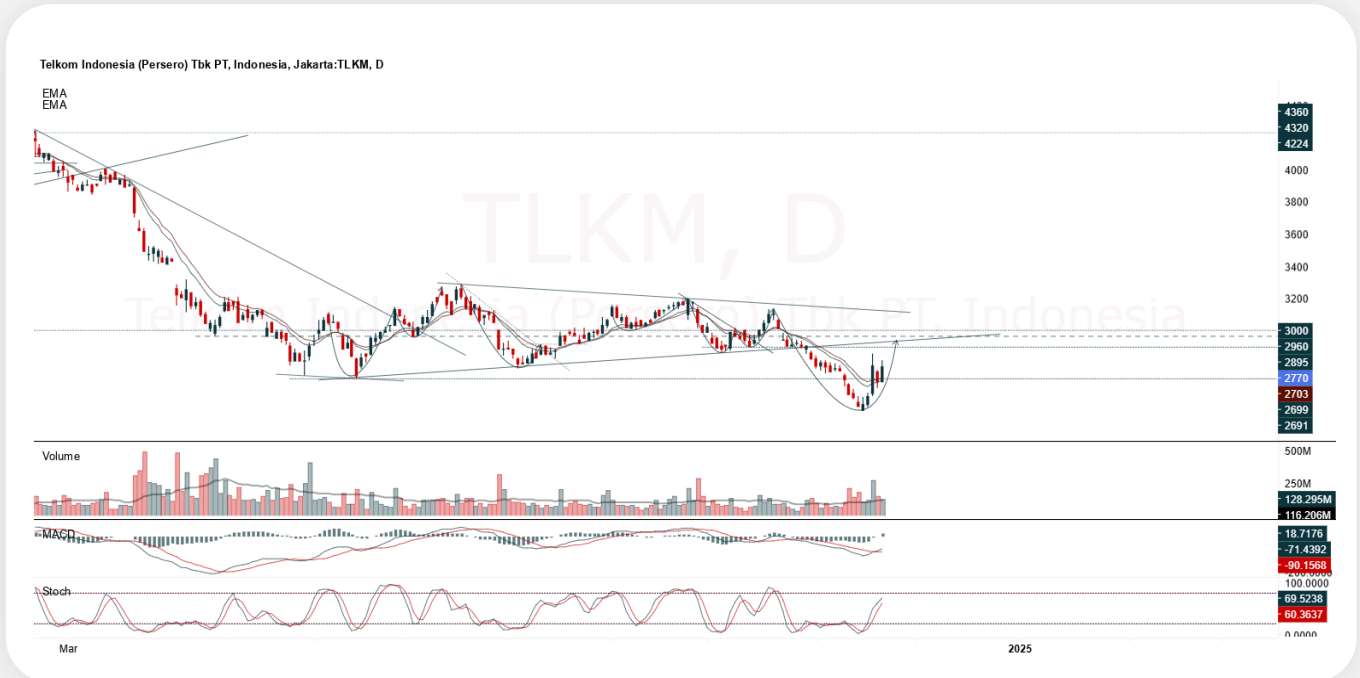 Telkom Indonesia (Persero) Tbk PT, Indonesia, Jakarta:TLKM, D
EMA
EMA
4360
4320
4224
4000
3800
3600
3400
3200
3000
2960
2895
2770
2703
2699
2691
TLKM, D
Telkom Indonesia (Persero) Tbk PT, Indonesia
Volume
500M
250M
128.295M
116.206M
MACD
18.7176
-71.4392
-90.1568
Stoch
100.0000
69.5238
60.3637
0.0000
Mar
2025